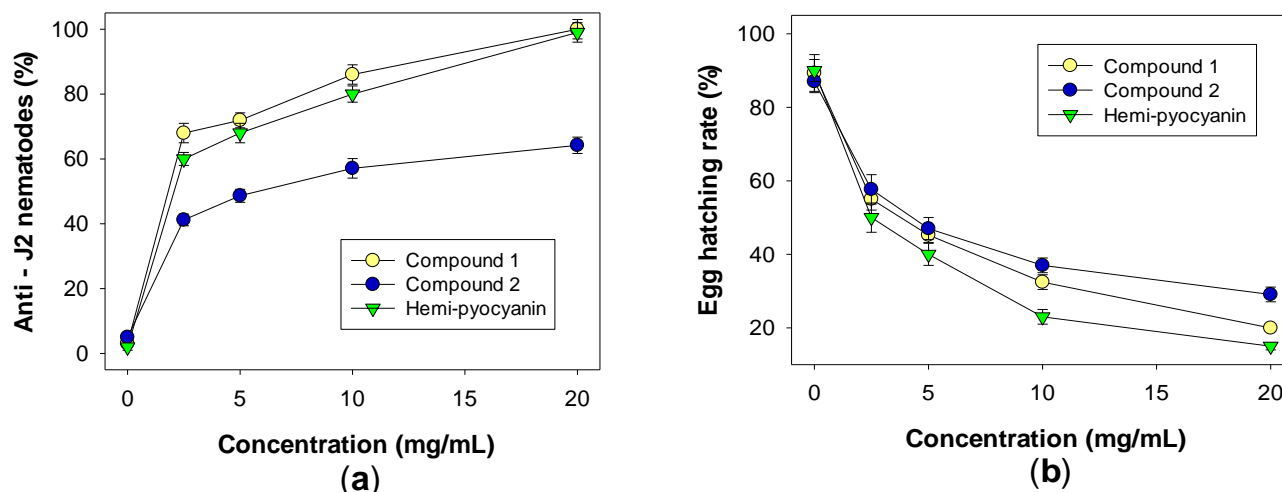 Anti - J2 nematodes (%)
100
80
60
40
20
0
Compound 1
Compound 2
Hemi-pyocyanin
0 5 10 15 20
Concentration (mg/mL)
(a)
Egg hatching rate (%)
100
80
60
40
20
Compound 1
Compound 2
Hemi-pyocyanin
0 5 10 15 20
Concentration (mg/mL)
(b)